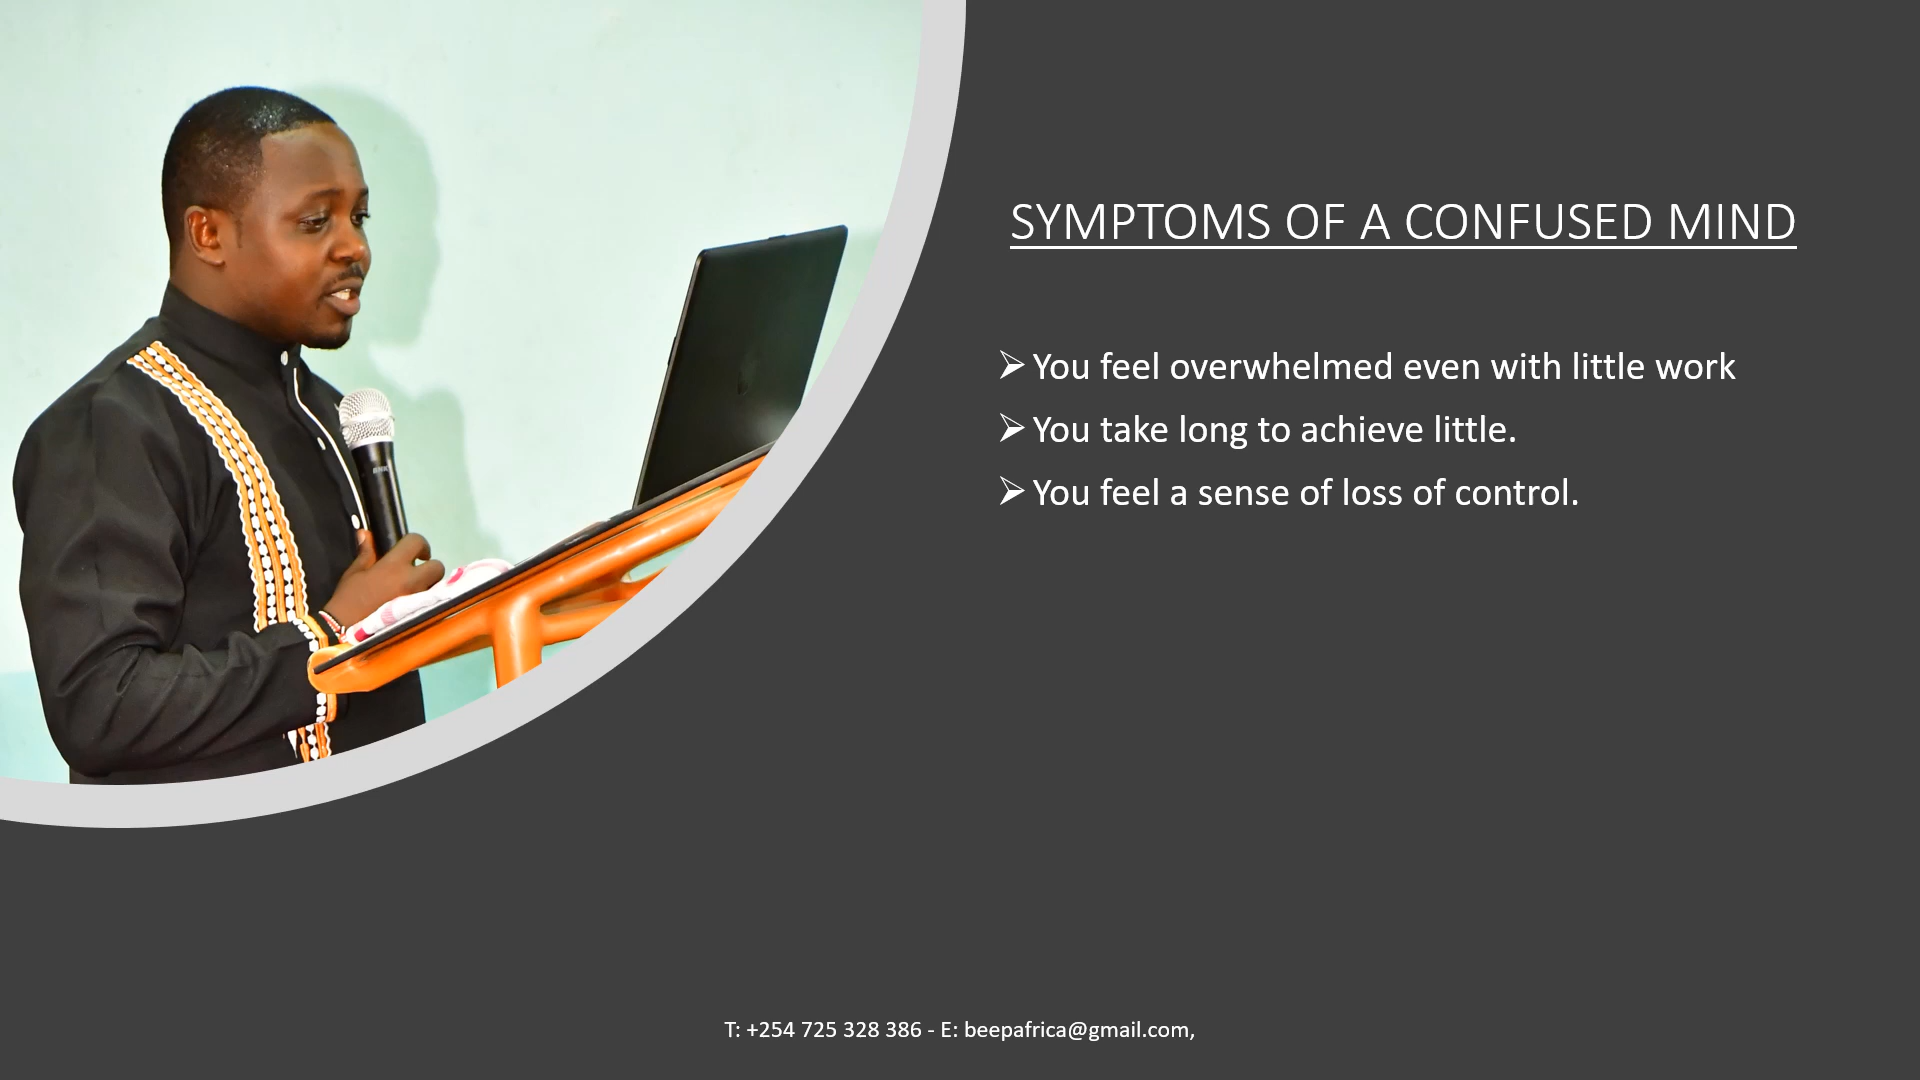 SYMPTOMS OF A CONFUSED MIND
You feel overwhelmed even with little work
You take long to achieve little.
You feel a sense of loss of control.
T: +254 725 328 386 - E: beepafrica@gmail.com,